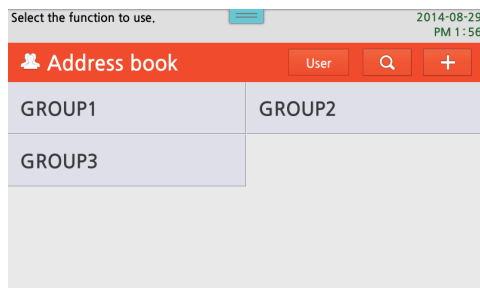 Select the function to use.
2014-08-29
PM 1:56
Address book
User
GROUP1
GROUP2
GROUP3